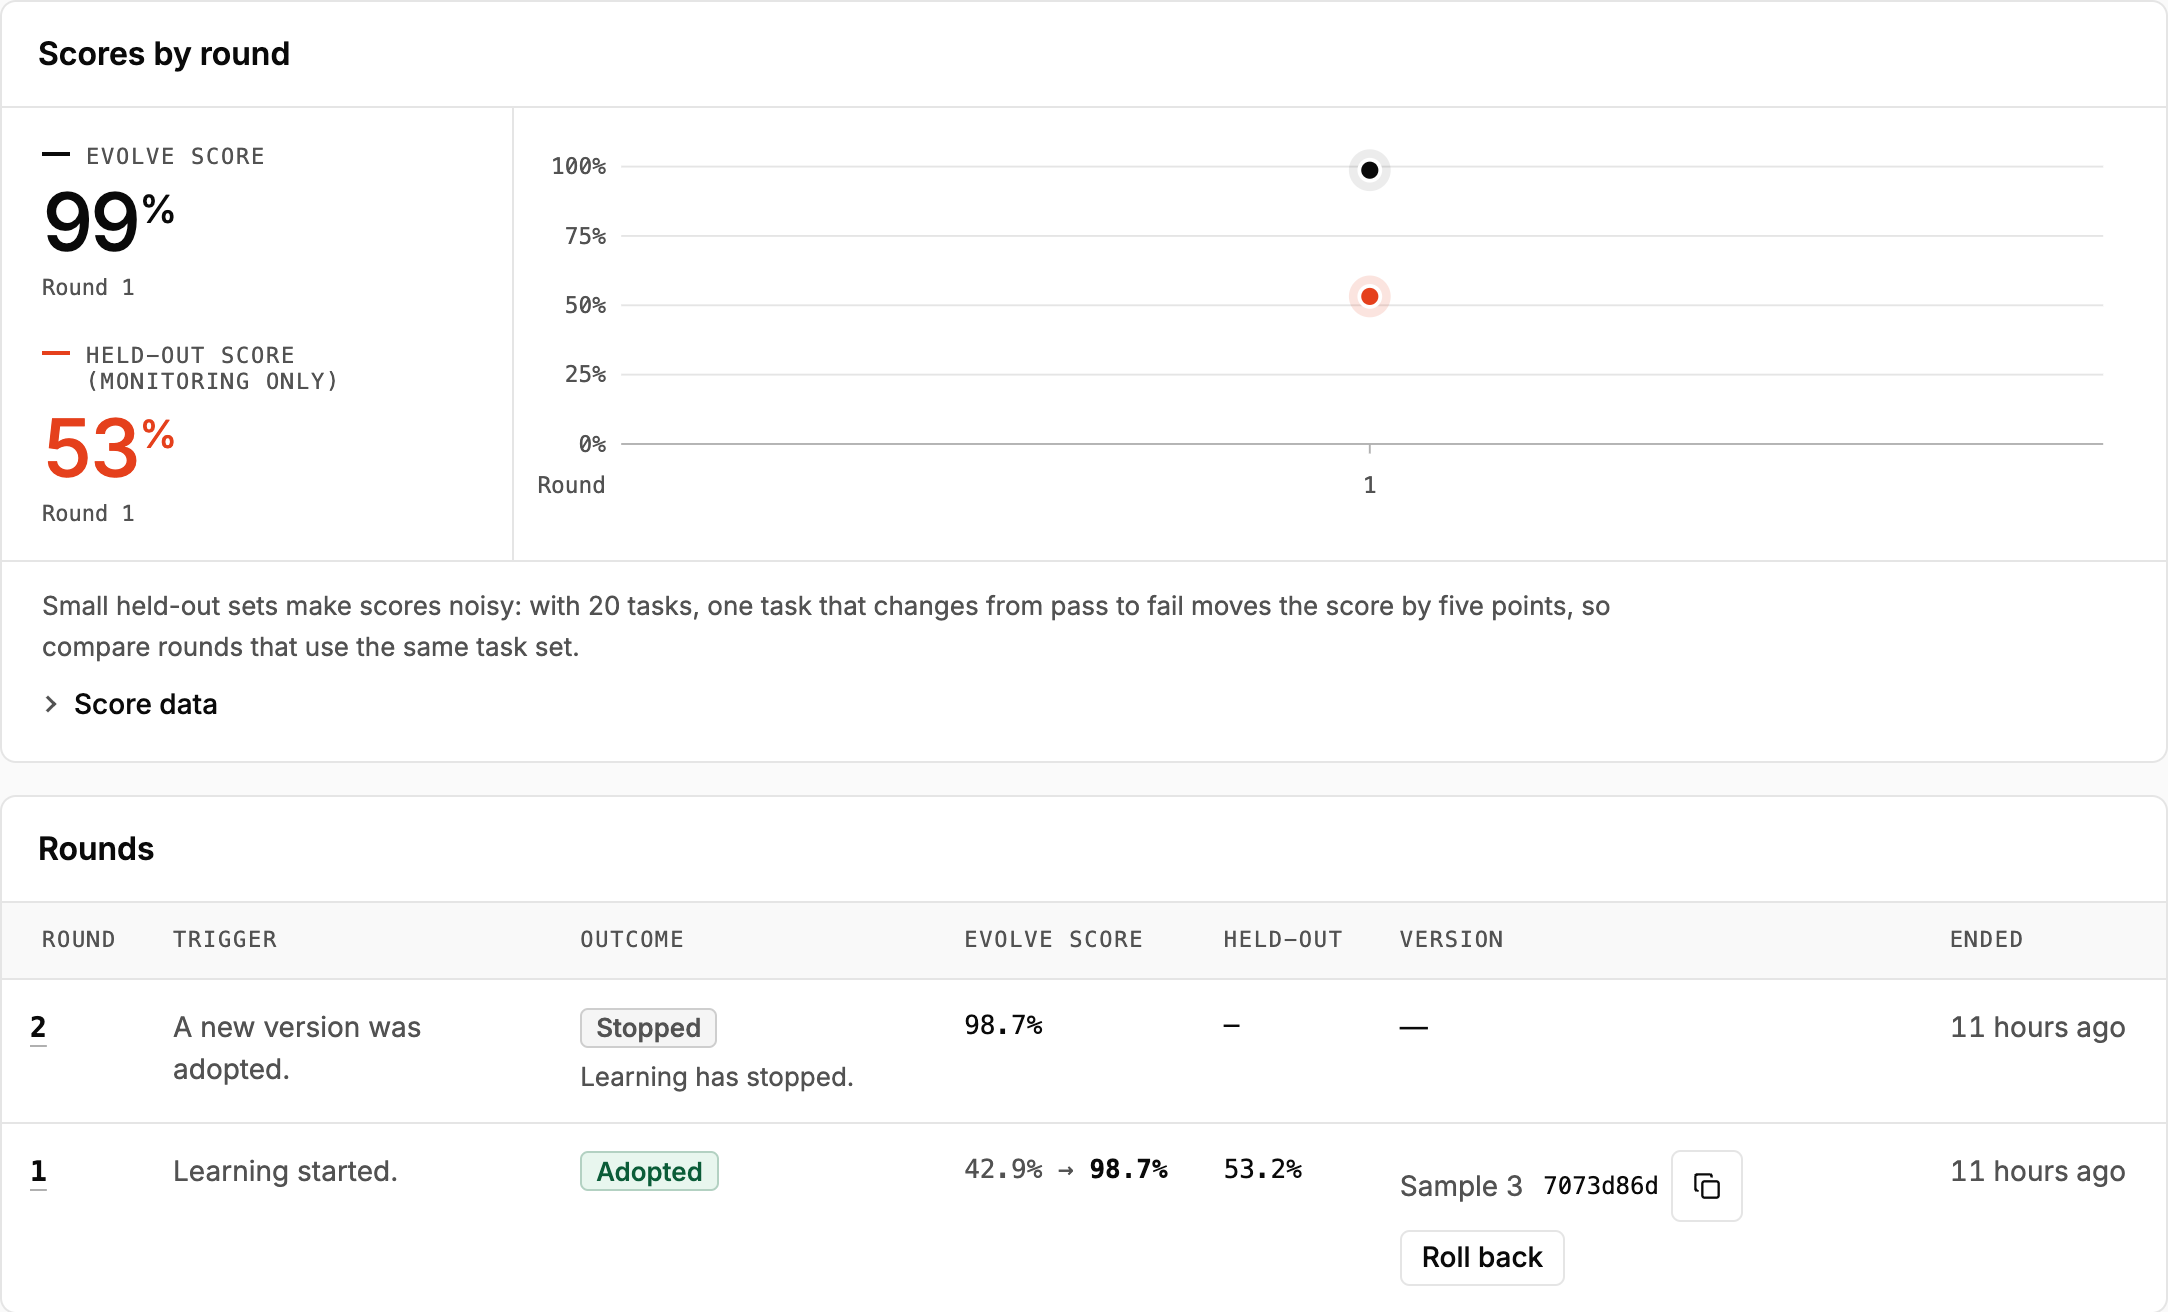 Scores by round
EVOLVE SCORE
99%
Round 1
HELD-OUT SCORE
(MONITORING ONLY)
53%
Round 1
100%
75%
50%
25%
0%
Round
1
Small held-out sets make scores noisy: with 20 tasks, one task that changes from pass to fail moves the score by five points, so
compare rounds that use the same task set.
Score data
Rounds
ROUND TRIGGER OUTCOME EVOLVE SCORE HELD-OUT VERSION ENDED
2 A new version was Stopped 98.7% – — 11 hours ago
adopted.
Learning has stopped.
1 Learning started. Adopted 42.9% → 98.7% 53.2% Sample 3 7073d86d 11 hours ago
Roll back